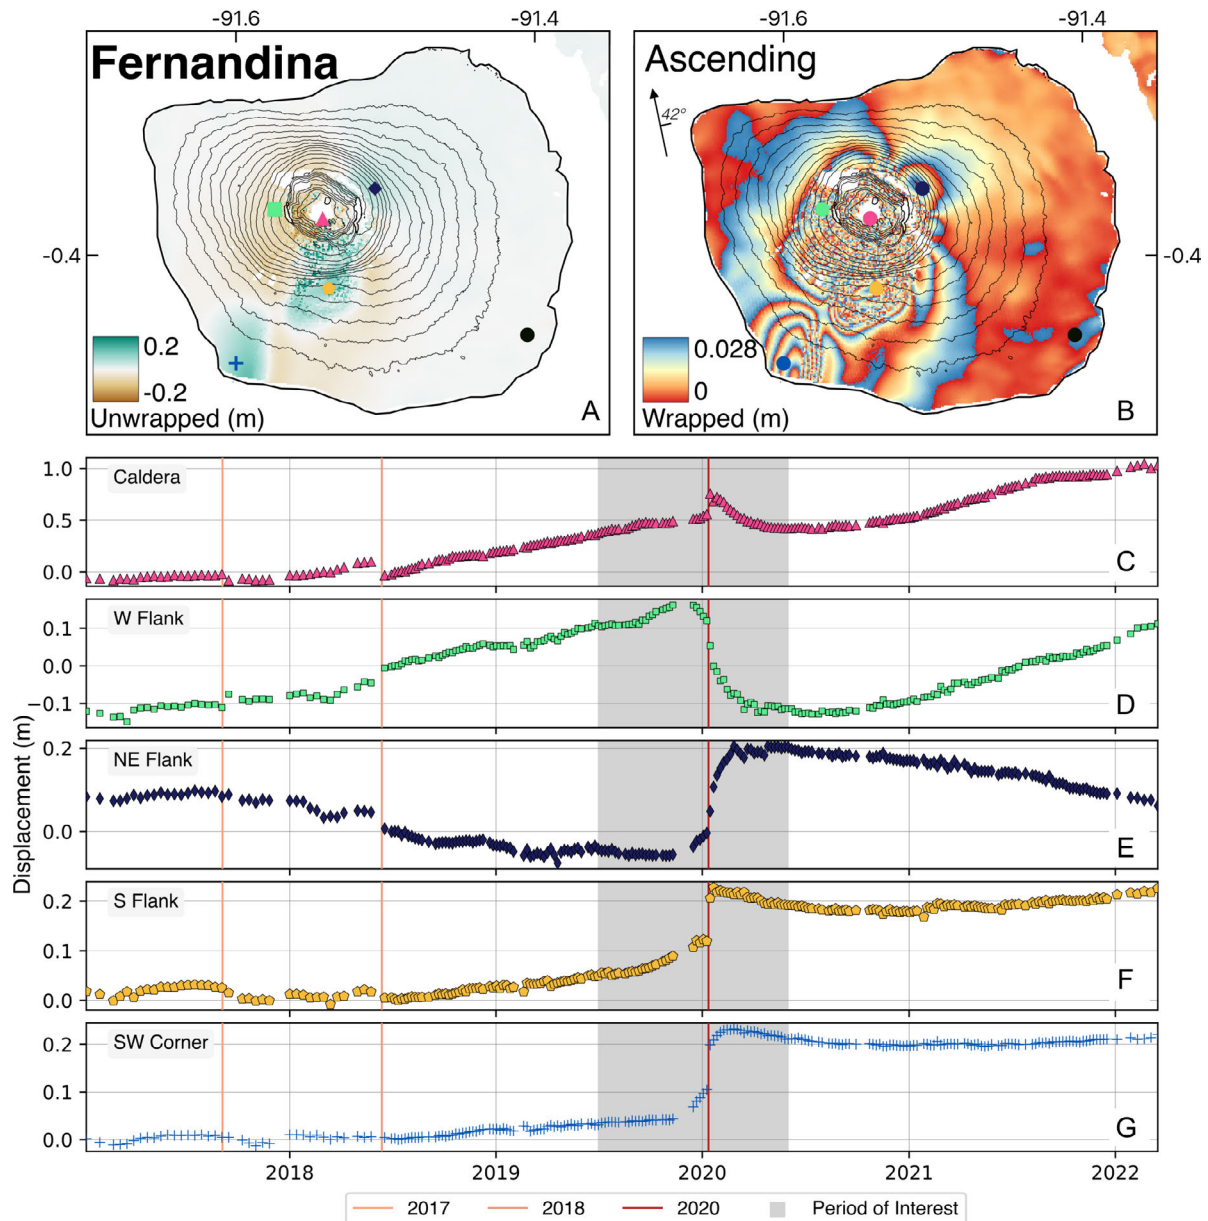 -91.6
-91.4
-91.6
-91.4
Fernandina
Ascending
42°
-0.4
-0.4
0.2
-0.2
Unwrapped (m)
A
0.028
0
Wrapped (m)
B
Displacement (m)
Caldera
1.0
0.5
0.0
C
W Flank
0.1
0.0
-0.1
D
NE Flank
0.2
0.0
E
S Flank
0.2
0.1
0.0
F
SW Corner
0.2
0.1
0.0
G
2018
2019
2020
2021
2022
2017
2018
2020
Period of Interest